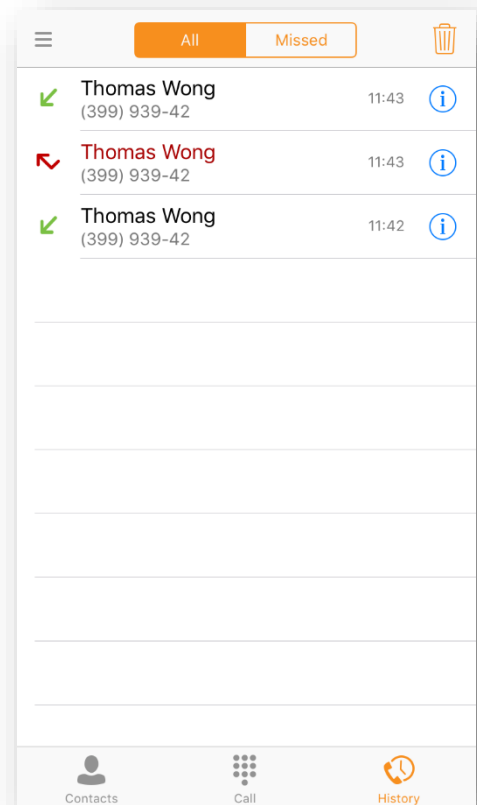 All Missed
Thomas Wong 11:43
(399) 939-42
Thomas Wong 11:43
(399) 939-42
Thomas Wong 11:42
(399) 939-42
Contacts Call History